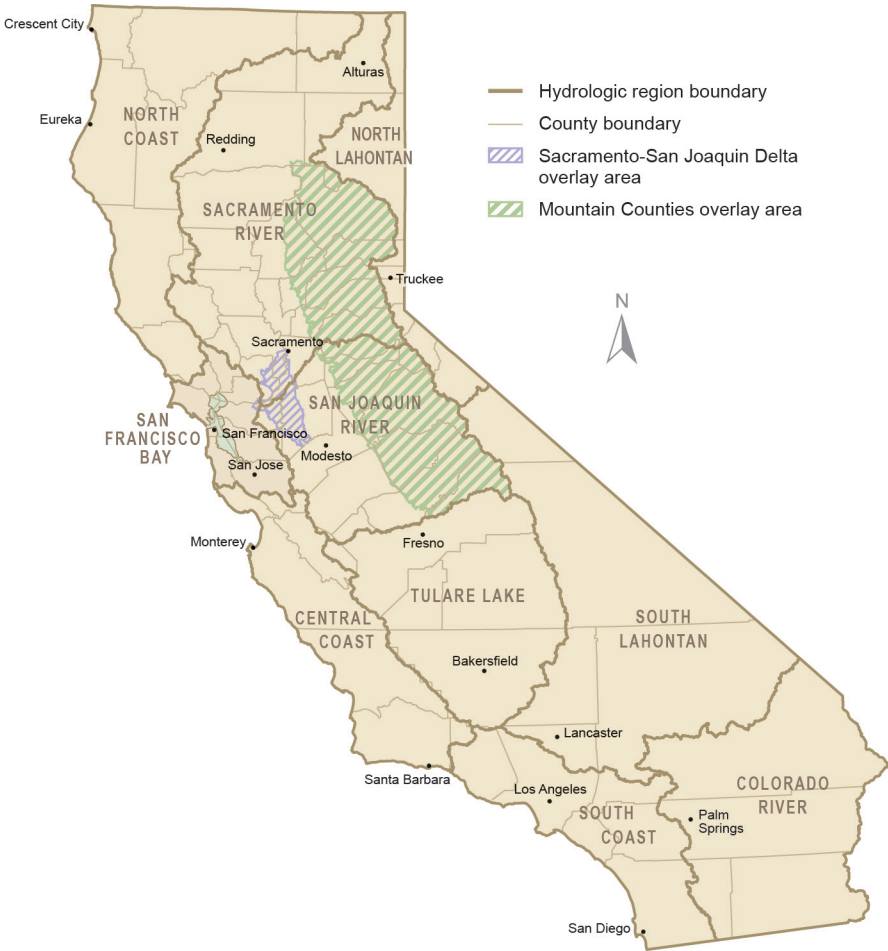 Crescent City
Alturas
Hydrologic region boundary
County boundary
Sacramento-San Joaquin Delta
overlay area
Mountain Counties overlay area
Eureka
NORTH
COAST
Redding
NORTH
LAHONTAN
SACRAMENTO
RIVER
Truckee
N
Sacramento
SAN JOAQUIN
RIVER
SAN
FRANCISCO
BAY
San Francisco
Modesto
San Jose
Monterey
Fresno
CENTRAL
COAST
TULARE LAKE
SOUTH
LAHONTAN
Bakersfield
Lancaster
Santa Barbara
Los Angeles
SOUTH
COAST
COLORADO
RIVER
Palm
Springs
San Diego